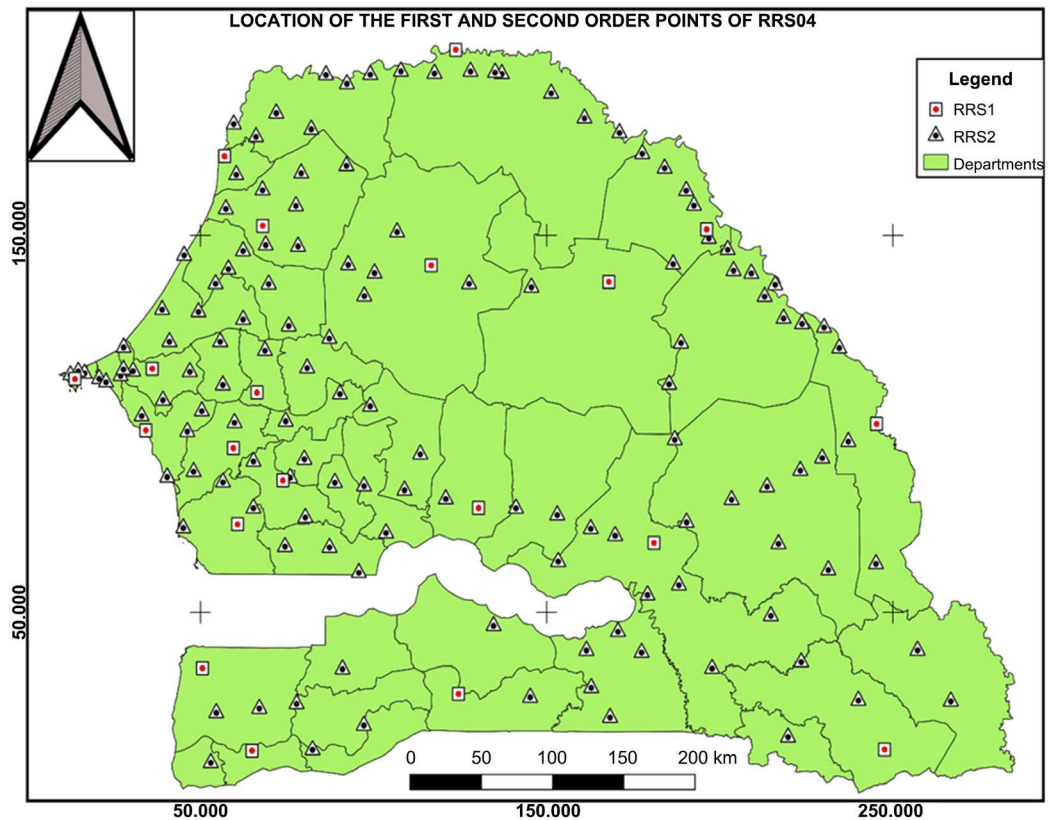 LOCATION OF THE FIRST AND SECOND ORDER POINTS OF RRS04
Legend
RRS1
RRS2
Departments
150.000
50.000
0 50 100 150 200 km
50.000 150.000 250.000